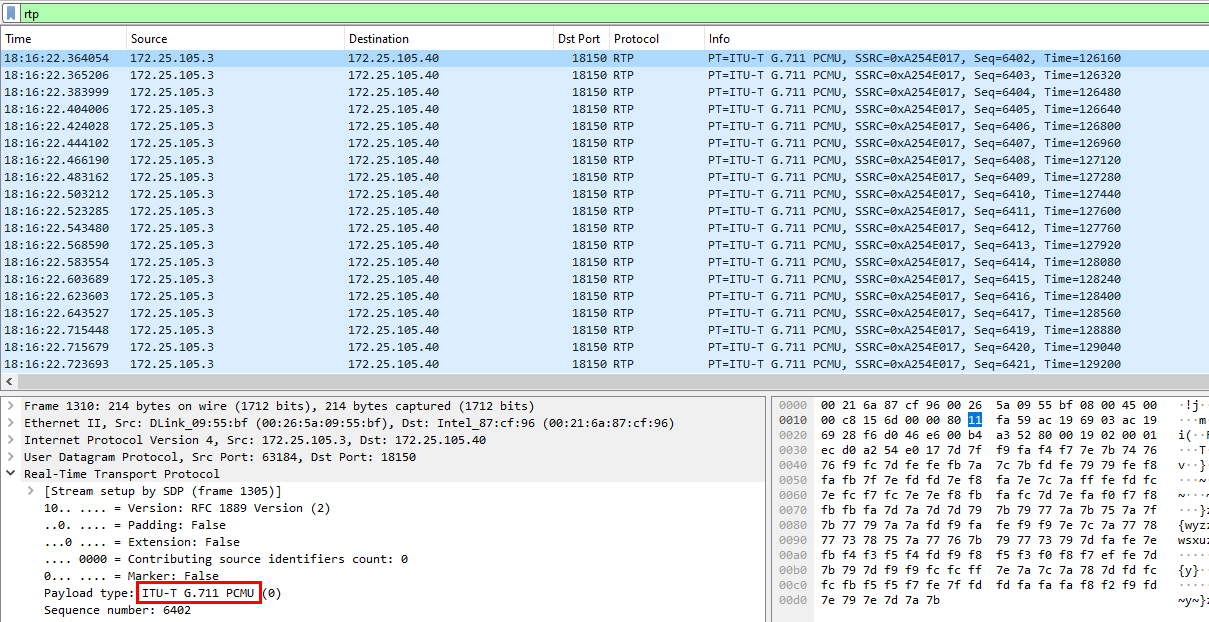 rtp
Time Source Destination Dst Port Protocol Info
18:16:22.364054 172.25.105.3 172.25.105.40 18150 RTP PT=ITU-T G.711 PCMU, SSRC=0xA254E017, Seq=6402, Time=126160
18:16:22.365206 172.25.105.3 172.25.105.40 18150 RTP PT=ITU-T G.711 PCMU, SSRC=0xA254E017, Seq=6403, Time=126320
18:16:22.383999 172.25.105.3 172.25.105.40 18150 RTP PT=ITU-T G.711 PCMU, SSRC=0xA254E017, Seq=6404, Time=126480
18:16:22.404006 172.25.105.3 172.25.105.40 18150 RTP PT=ITU-T G.711 PCMU, SSRC=0xA254E017, Seq=6405, Time=126640
18:16:22.424028 172.25.105.3 172.25.105.40 18150 RTP PT=ITU-T G.711 PCMU, SSRC=0xA254E017, Seq=6406, Time=126800
18:16:22.444102 172.25.105.3 172.25.105.40 18150 RTP PT=ITU-T G.711 PCMU, SSRC=0xA254E017, Seq=6407, Time=126960
18:16:22.466190 172.25.105.3 172.25.105.40 18150 RTP PT=ITU-T G.711 PCMU, SSRC=0xA254E017, Seq=6408, Time=127120
18:16:22.483162 172.25.105.3 172.25.105.40 18150 RTP PT=ITU-T G.711 PCMU, SSRC=0xA254E017, Seq=6409, Time=127280
18:16:22.503212 172.25.105.3 172.25.105.40 18150 RTP PT=ITU-T G.711 PCMU, SSRC=0xA254E017, Seq=6410, Time=127440
18:16:22.523285 172.25.105.3 172.25.105.40 18150 RTP PT=ITU-T G.711 PCMU, SSRC=0xA254E017, Seq=6411, Time=127600
18:16:22.543480 172.25.105.3 172.25.105.40 18150 RTP PT=ITU-T G.711 PCMU, SSRC=0xA254E017, Seq=6412, Time=127760
18:16:22.568590 172.25.105.3 172.25.105.40 18150 RTP PT=ITU-T G.711 PCMU, SSRC=0xA254E017, Seq=6413, Time=127920
18:16:22.583554 172.25.105.3 172.25.105.40 18150 RTP PT=ITU-T G.711 PCMU, SSRC=0xA254E017, Seq=6414, Time=128080
18:16:22.603689 172.25.105.3 172.25.105.40 18150 RTP PT=ITU-T G.711 PCMU, SSRC=0xA254E017, Seq=6415, Time=128240
18:16:22.623603 172.25.105.3 172.25.105.40 18150 RTP PT=ITU-T G.711 PCMU, SSRC=0xA254E017, Seq=6416, Time=128400
18:16:22.643527 172.25.105.3 172.25.105.40 18150 RTP PT=ITU-T G.711 PCMU, SSRC=0xA254E017, Seq=6417, Time=128560
18:16:22.715448 172.25.105.3 172.25.105.40 18150 RTP PT=ITU-T G.711 PCMU, SSRC=0xA254E017, Seq=6419, Time=128880
18:16:22.715679 172.25.105.3 172.25.105.40 18150 RTP PT=ITU-T G.711 PCMU, SSRC=0xA254E017, Seq=6420, Time=129040
18:16:22.723693 172.25.105.3 172.25.105.40 18150 RTP PT=ITU-T G.711 PCMU, SSRC=0xA254E017, Seq=6421, Time=129200
Frame 1310: 214 bytes on wire (1712 bits), 214 bytes captured (1712 bits)
Ethernet II, Src: DLink_09:55:bf (00:26:5a:09:55:bf), Dst: Intel_87:cf:96 (00:21:6a:87:cf:96)
Internet Protocol Version 4, Src: 172.25.105.3, Dst: 172.25.105.40
User Datagram Protocol, Src Port: 63184, Dst Port: 18150
Real-Time Transport Protocol
[Stream setup by SDP (frame 1305)]
10.. .... = Version: RFC 1889 Version (2)
..0. .... = Padding: False
...0 .... = Extension: False
.... 0000 = Contributing source identifiers count: 0
0... .... = Marker: False
Payload type: ITU-T G.711 PCMU (0)
Sequence number: 6402
0000 00 21 6a 87 cf 96 00 26 5a 09 55 bf 08 00 45 00 ·!j·
0010 00 c8 15 6d 00 00 80 11 fa 59 ac 19 69 03 ac 19 ···m
0020 69 28 f6 d0 46 e6 00 b4 a3 52 80 00 19 02 00 01 i(··F
0030 ec d0 a2 54 e0 17 7d 7f f9 fa f4 f7 7e 7b 74 76 ···T
0040 76 f9 fc 7d fe fe fb 7a 7c 7b fd fe 79 79 fe f8 v··}
0050 fa fb 7f 7e fd fd 7e f8 fa 7e 7c 7a ff fe fd fc ···~
0060 7e fc f7 fc 7e 7e f8 fb fa fc 7d 7e fa f0 f7 f8 ~···
0070 fb fb fa 7d 7a 7d 7d 79 7b 79 77 7a 7b 75 7a 7f ···}z
0080 7b 77 79 7a 7a fd f9 fa fe f9 f9 7e 7c 7a 77 78 {wyzz
0090 77 73 78 75 7a 77 76 7b 79 77 73 79 7d fa fe 7e wsxuz
00a0 fb f4 f3 f5 f4 fd f9 f8 f5 f3 f0 f8 f7 ef fe 7d ·····
00b0 7b 79 7d f9 f9 fc fc ff 7e 7a 7c 7a 78 7d fd fc {y}·
00c0 fc fb f5 f5 f7 fe 7f fd fd fa fa fa f8 f2 f9 fd ·····
00d0 7e 79 7e 7d 7a 7b ~y~}z